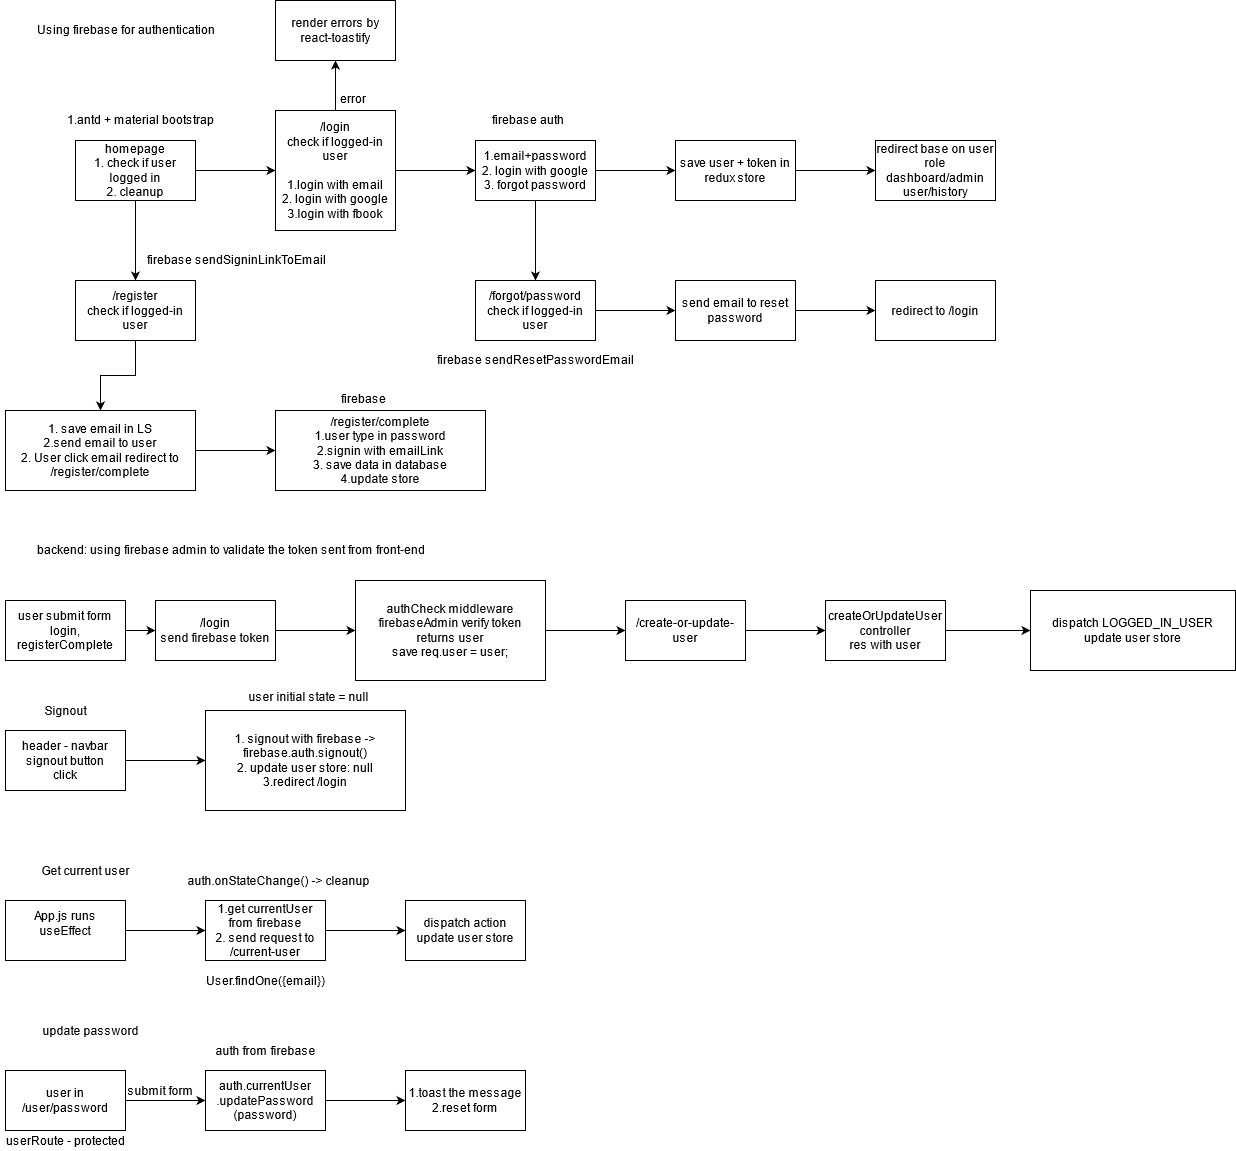 Using firebase for authentication
render errors by
react-toastify
error
1.antd + material bootstrap
homepage
1. check if user
logged in
2. cleanup
/login
check if logged-in
user
1.login with email
2. login with google
3.login with fbook
firebase auth
1.email+password
2. login with google
3. forgot password
save user + token in
redux store
redirect base on user
role
dashboard/admin
user/history
firebase sendSigninLinkToEmail
/register
check if logged-in
user
/forgot/password
check if logged-in
user
send email to reset
password
redirect to /login
firebase sendResetPasswordEmail
1. save email in LS
2.send email to user
2. User click email redirect to
/register/complete
firebase
/register/complete
1.user type in password
2.signin with emailLink
3. save data in database
4.update store
backend: using firebase admin to validate the token sent from front-end
user submit form
login,
registerComplete
/login
send firebase token
authCheck middleware
firebaseAdmin verify token
returns user
save req.user = user;
/create-or-update-
user
createOrUpdateUser
controller
res with user
dispatch LOGGED_IN_USER
update user store
Signout
user initial state = null
header - navbar
signout button
click
1. signout with firebase ->
firebase.auth.signout()
2. update user store: null
3.redirect /login
Get current user
auth.onStateChange() -> cleanup
App.js runs
useEffect
1.get currentUser
from firebase
2. send request to
/current-user
dispatch action
update user store
User.findOne({email})
update password
auth from firebase
user in
/user/password
submit form
auth.currentUser
.updatePassword
(password)
1.toast the message
2.reset form
userRoute - protected